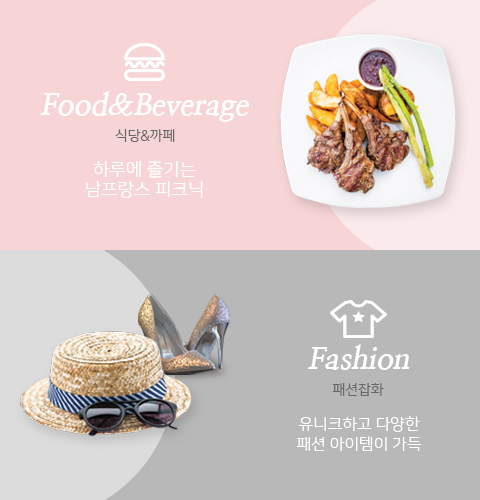 Food&Beverage
식당&까페
하루에 즐기는
남프랑스 피크닉
Fashion
패션잡화
유니크하고 다양한
패션 아이템이 가득